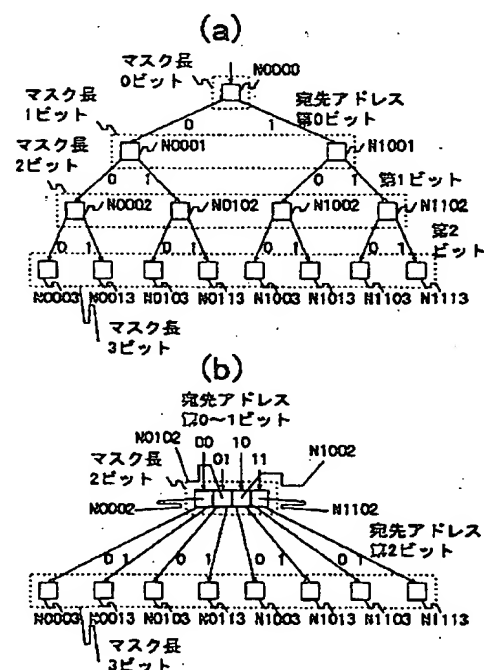 (a)
マスク長
0ビット
N0000
マスク長
1ビット
宛先アドレス
第0ビット
0 1
N0001
N1001
マスク長
2ビット
0 1 0 1
第1ビット
N0002
N0102
N1002
N1102
第2
ビット
0 1 0 1 0 1 0 1
N0003 N0013 N0103 N0113 N1003 N1013 N1103 N1113
マスク長
3ビット
(b)
宛先アドレス
第0〜1ビット
N0102
00 10
N1002
マスク長
2ビット
01 11
N0002
N1102
宛先アドレス
第2ビット
0 1 0 1 0 1 0 1
N0003 N0013 N0103 N0113 N1003 N1013 N1103 N1113
マスク長
3ビット